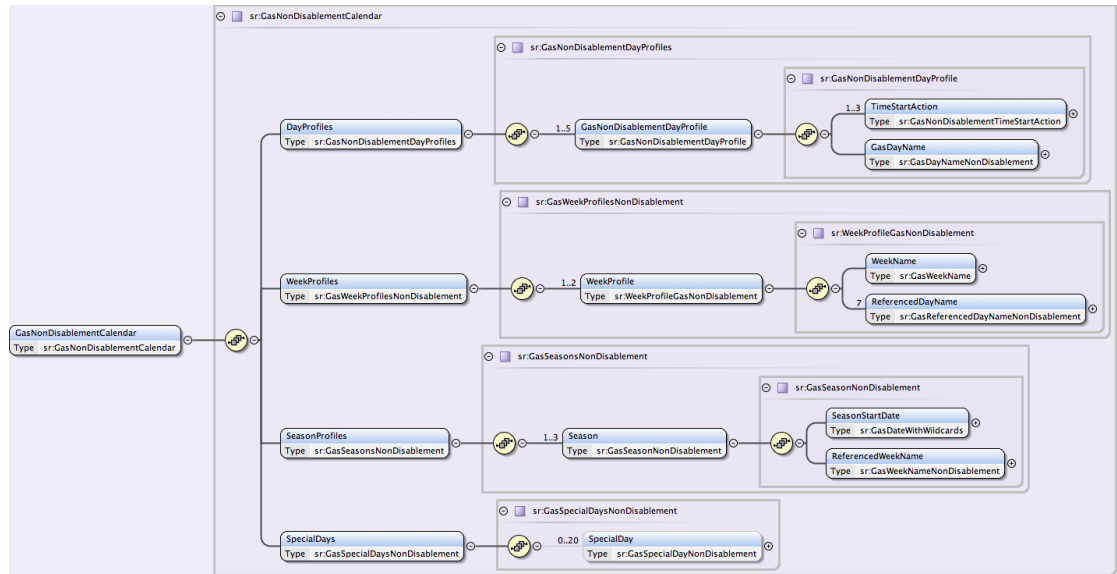 sr:GasNonDisablementCalendar
sr:GasNonDisablementDayProfiles
sr:GasNonDisablementDayProfile
1..3 TimeStartAction
Type sr:GasNonDisablementTimeStartAction
DayProfiles
Type sr:GasNonDisablementDayProfiles
1..5 GasNonDisablementDayProfile
Type sr:GasNonDisablementDayProfile
GasDayName
Type sr:GasDayNameNonDisablement
sr:GasWeekProfilesNonDisablement
sr:WeekProfileGasNonDisablement
WeekName
Type sr:GasWeekName
WeekProfiles
Type sr:GasWeekProfilesNonDisablement
1..2 WeekProfile
Type sr:WeekProfileGasNonDisablement
7 ReferencedDayName
Type sr:GasReferencedDayNameNonDisablement
GasNonDisablementCalendar
Type sr:GasNonDisablementCalendar
sr:GasSeasonsNonDisablement
sr:GasSeasonNonDisablement
SeasonStartDate
Type sr:GasDateWithWildcards
SeasonProfiles
Type sr:GasSeasonsNonDisablement
1..3 Season
Type sr:GasSeasonNonDisablement
ReferencedWeekName
Type sr:GasWeekNameNonDisablement
sr:GasSpecialDaysNonDisablement
SpecialDays
Type sr:GasSpecialDaysNonDisablement
0..20 SpecialDay
Type sr:GasSpecialDayNonDisablement